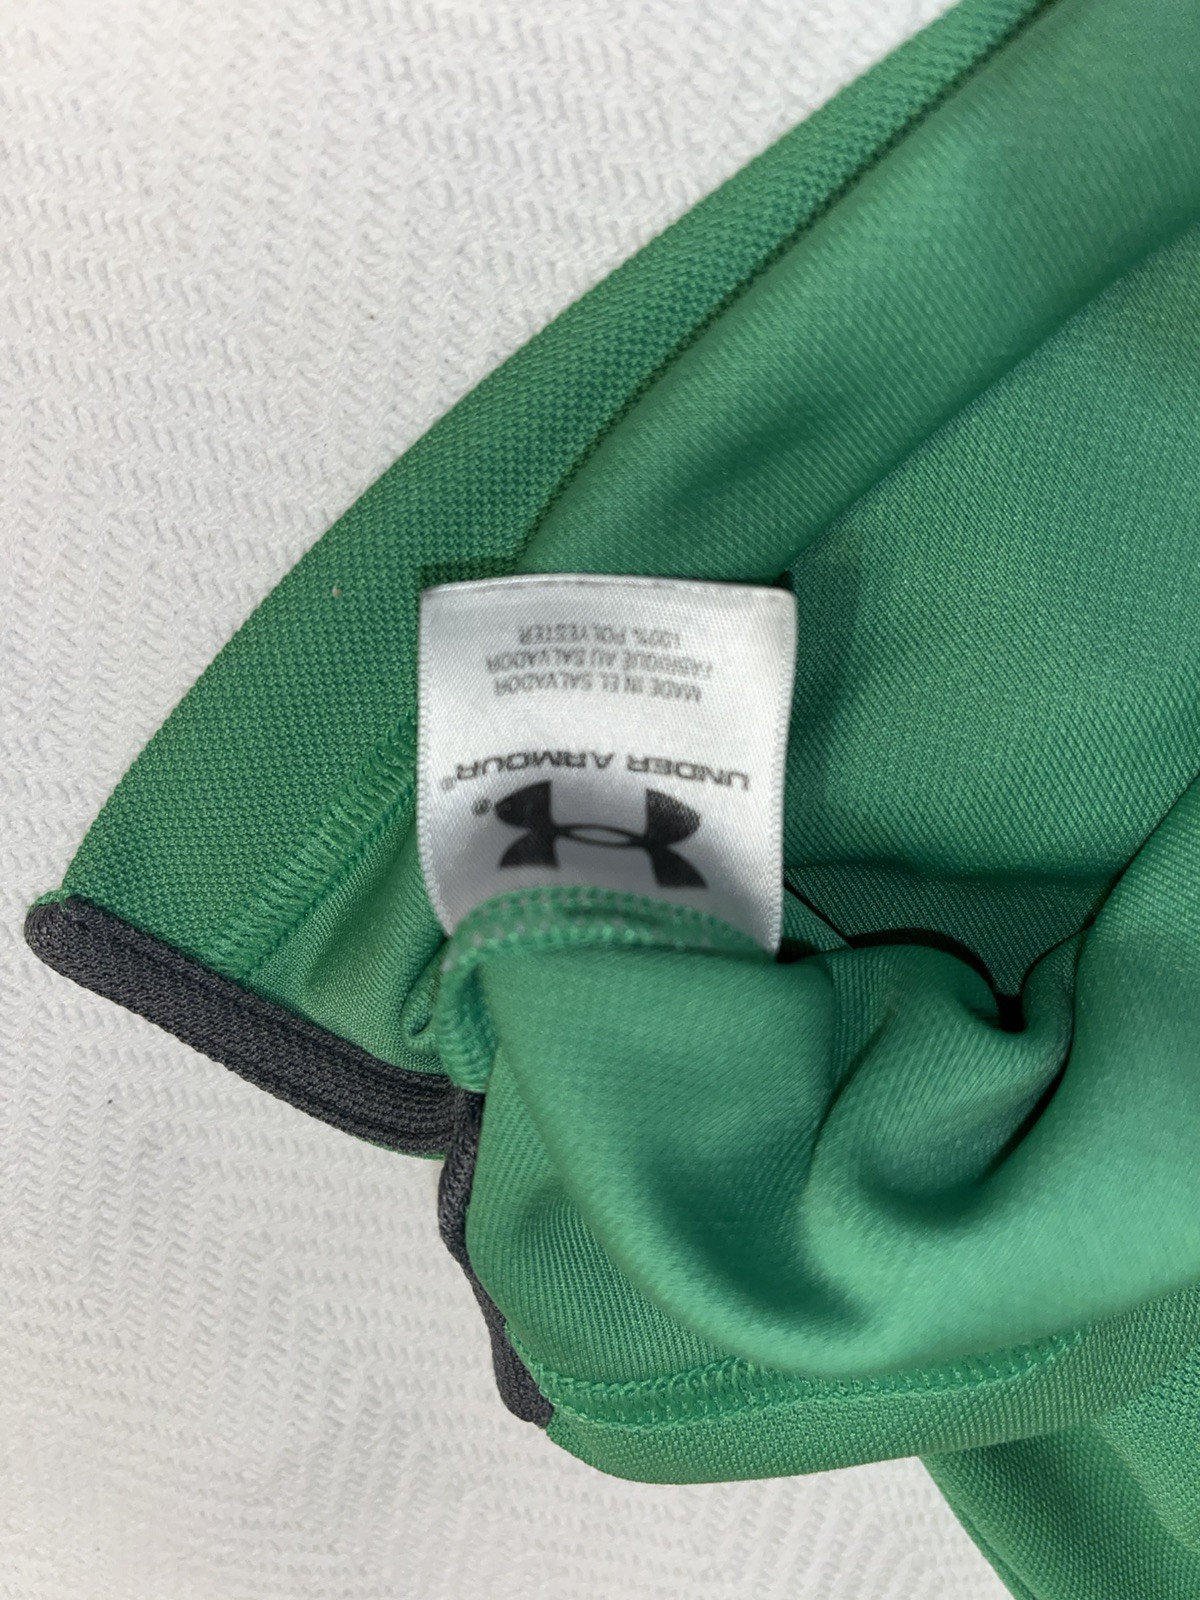 ®
UNDER ARMOUR®
MADE IN EL SALVADOR
FABRIQUÉ AU SALVADOR
100% POLYESTER